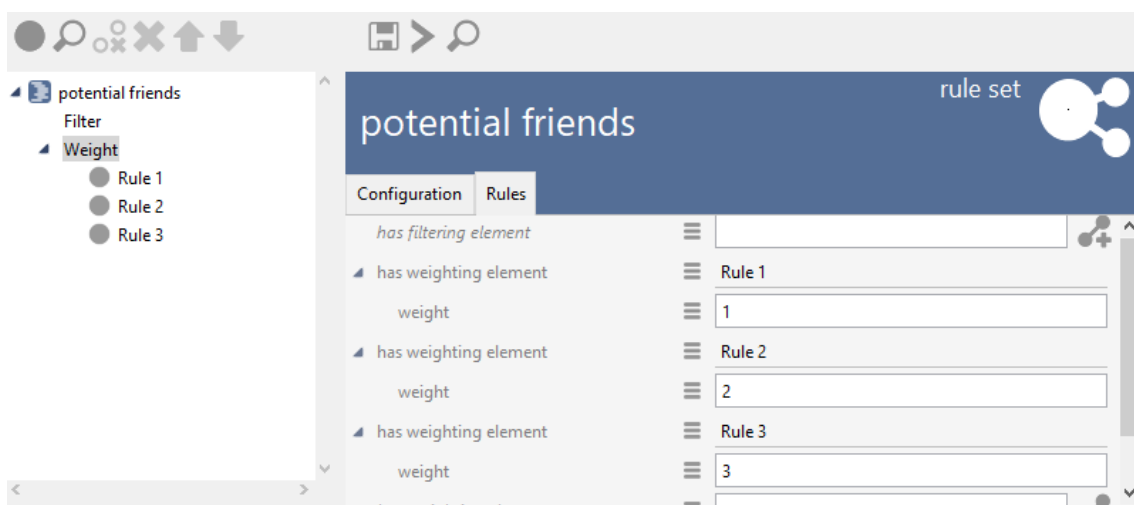 potential friends
Filter
Weight
Rule 1
Rule 2
Rule 3
rule set
potential friends
Configuration
Rules
has filtering element
has weighting element
Rule 1
weight
1
has weighting element
Rule 2
weight
2
has weighting element
Rule 3
weight
3